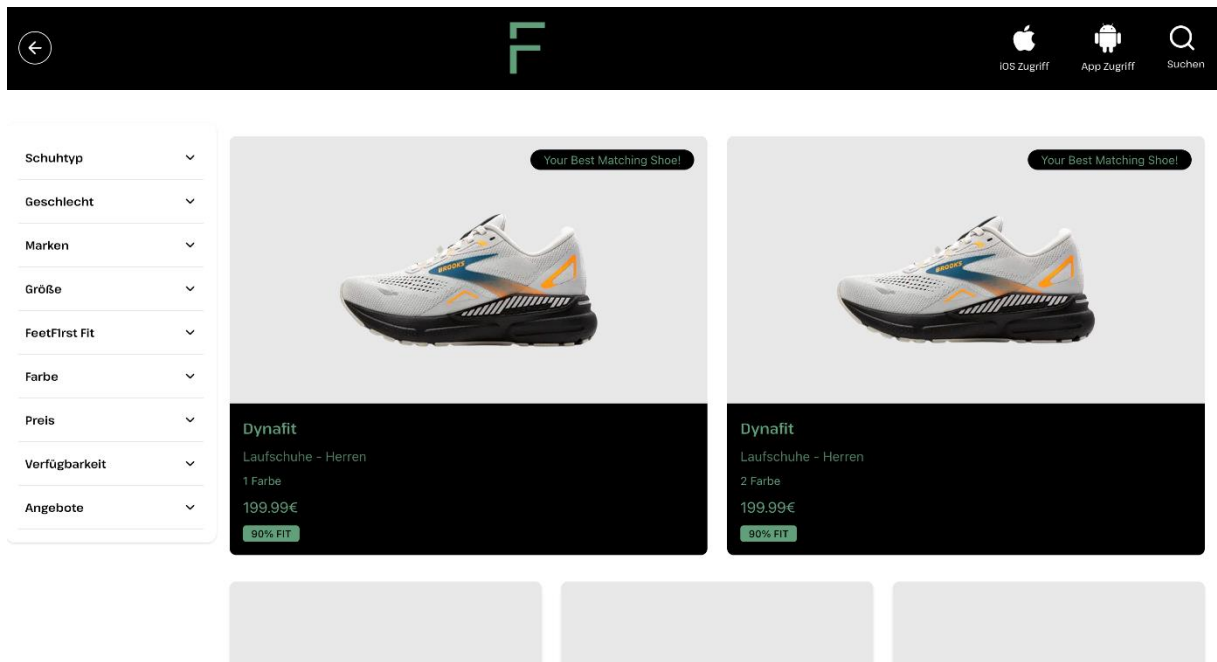 F
iOS Zugriff
App Zugriff
Suchen
Schuhtyp
Geschlecht
Marken
Größe
FeetF1rst Fit
Farbe
Preis
Verfügbarkeit
Angebote
Your Best Matching Shoe!
BROOKS
Dynafit
Laufschuhe - Herren
1 Farbe
199.99€
90% FIT
Your Best Matching Shoe!
BROOKS
Dynafit
Laufschuhe - Herren
2 Farbe
199.99€
90% FIT